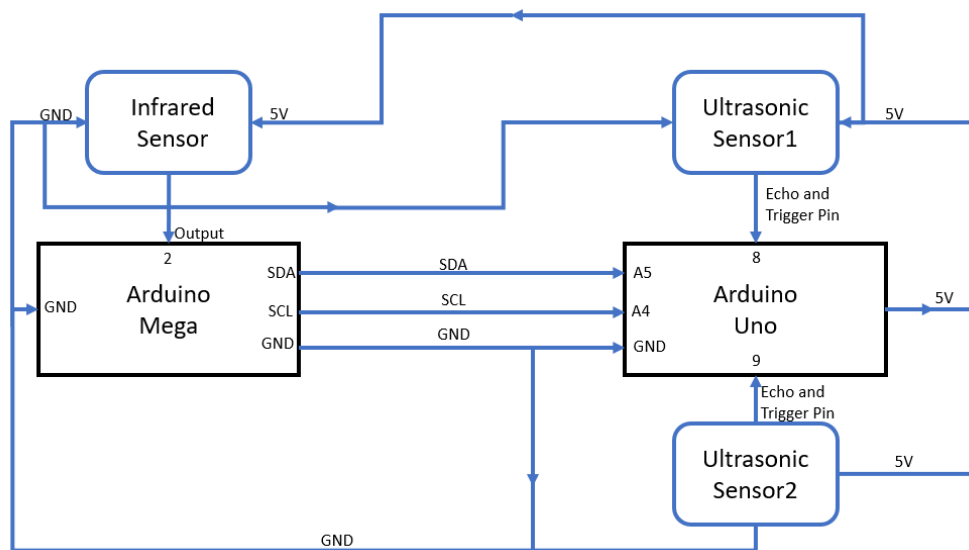 GND
Infrared
Sensor
5V
Ultrasonic
Sensor1
5V
Echo and
Trigger Pin
Output
2
8
SDA
SDA
A5
Arduino
Mega
Arduino
Uno
GND
SCL
SCL
A4
5V
GND
GND
GND
9
Echo and
Trigger Pin
Ultrasonic
Sensor2
5V
GND